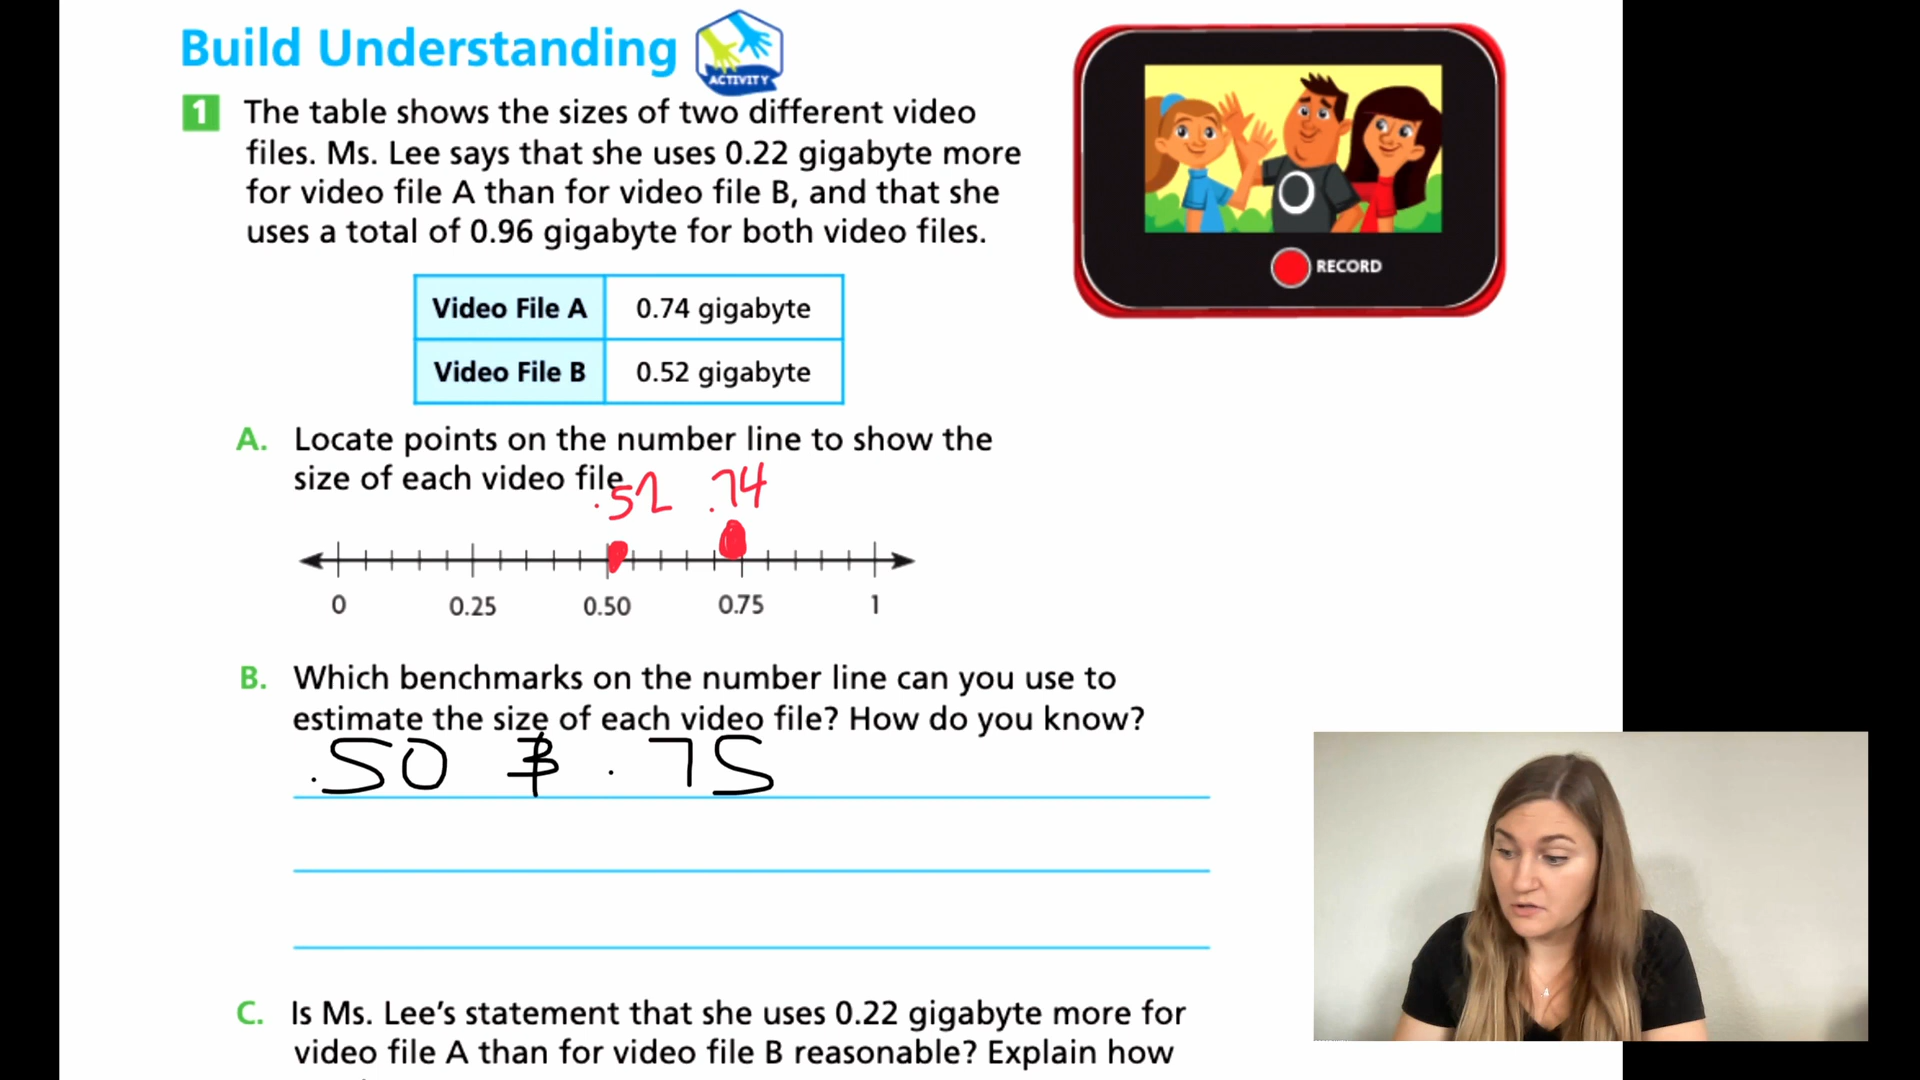 Build Understanding
ACTIVITY
1 The table shows the sizes of two different video
files. Ms. Lee says that she uses 0.22 gigabyte more
for video file A than for video file B, and that she
uses a total of 0.96 gigabyte for both video files.
RECORD
Video File A 0.74 gigabyte
Video File B 0.52 gigabyte
A. Locate points on the number line to show the
size of each video file
.52 .74
0 0.25 0.50 0.75 1
B. Which benchmarks on the number line can you use to
estimate the size of each video file? How do you know?
.50 & .75
C. Is Ms. Lee's statement that she uses 0.22 gigabyte more for
video file A than for video file B reasonable? Explain how